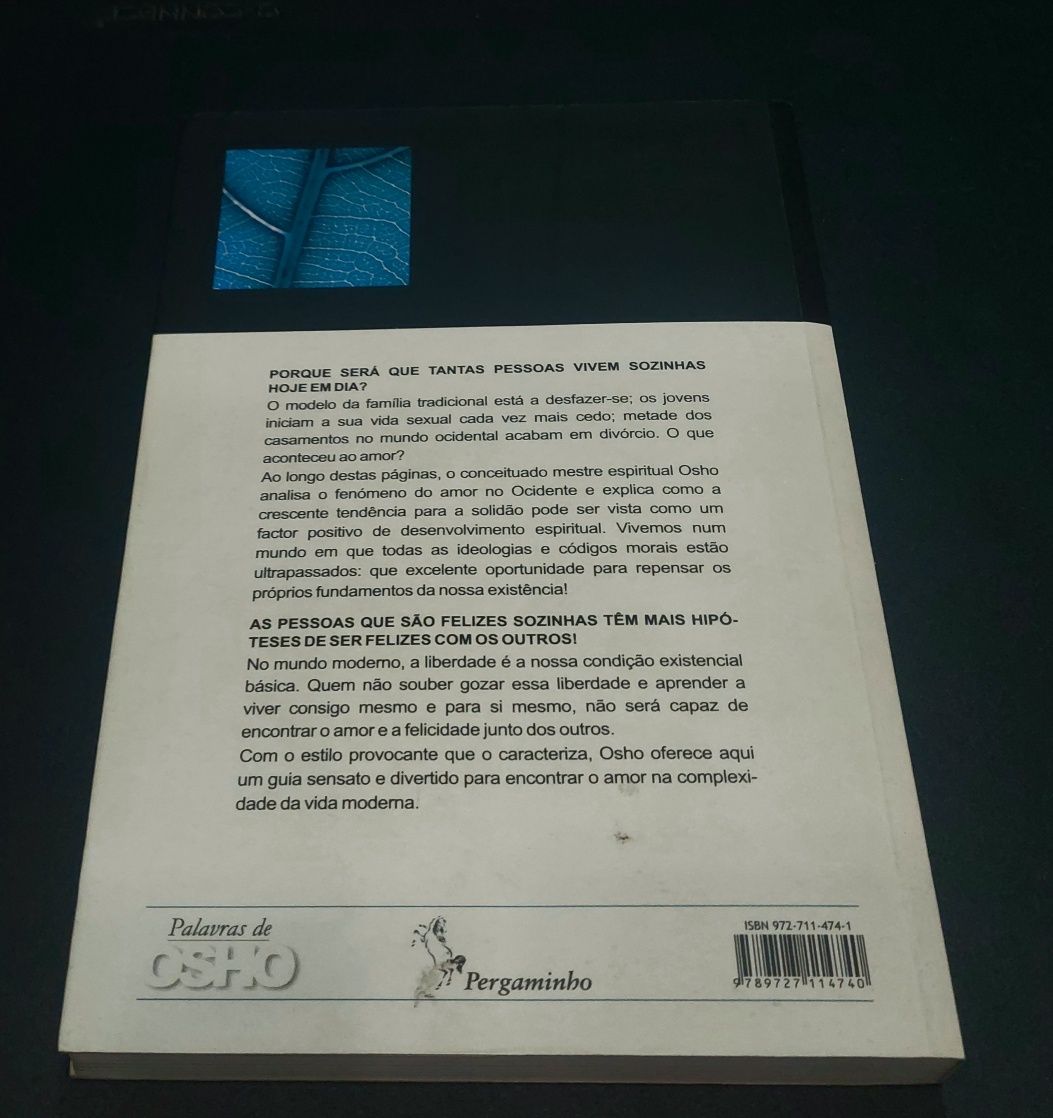 PORQUE SERÁ QUE TANTAS PESSOAS VIVEM SOZINHAS
HOJE EM DIA?
O modelo da família tradicional está a desfazer-se; os jovens
iniciam a sua vida sexual cada vez mais cedo; metade dos
casamentos no mundo ocidental acabam em divórcio. O que
aconteceu ao amor?
Ao longo destas páginas, o conceituado mestre espiritual Osho
analisa o fenómeno do amor no Ocidente e explica como a
crescente tendência para a solidão pode ser vista como um
factor positivo de desenvolvimento espiritual. Vivemos num
mundo em que todas as ideologias e códigos morais estão
ultrapassados: que excelente oportunidade para repensar os
próprios fundamentos da nossa existência!
AS PESSOAS QUE SÃO FELIZES SOZINHAS TÊM MAIS HIPÓ-
TESES DE SER FELIZES COM OS OUTROS!
No mundo moderno, a liberdade é a nossa condição existencial
básica. Quem não souber gozar essa liberdade e aprender a
viver consigo mesmo e para si mesmo, não será capaz de
encontrar o amor e a felicidade junto dos outros.
Com o estilo provocante que o caracteriza, Osho oferece aqui
um guia sensato e divertido para encontrar o amor na complexi-
dade da vida moderna.
Palavras de
OSHO
Pergaminho
ISBN 972-711-474-1
9 789727 114740